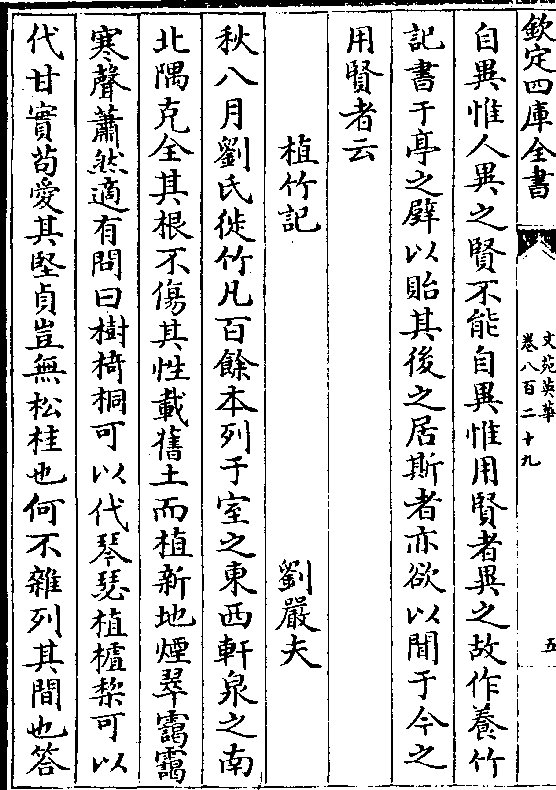 欽定四庫全書
文苑英華
卷八百二十九
五
自異惟人異之賢不能自異惟用賢者異之故作養竹
記書于亭之壁以貽其後之居斯者亦欲以聞于今之
用賢者云
植竹記
劉巖夫
秋八月劉氏徙竹凡百餘本列于室之東西軒泉之南
北隅克全其根不傷其性載舊土而植新地煙翠靄靄
寒聲蕭然適有問曰樹椅桐可以代琴瑟植樝棃可以
代甘實苟愛其堅貞豈無松桂也何不雜列其間也答